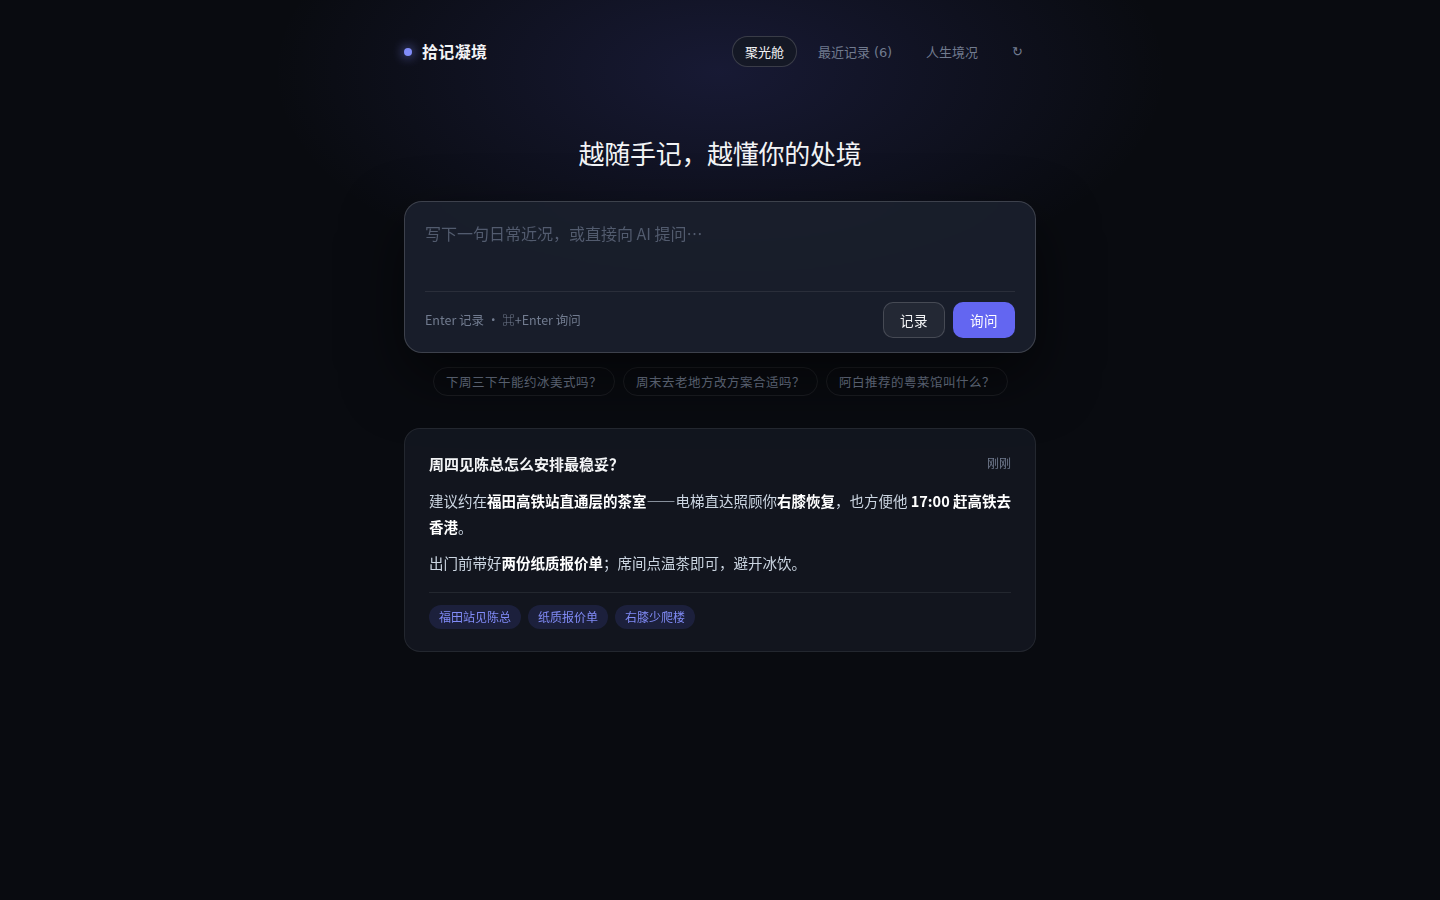 拾记凝境
聚光舱 最近记录 (6) 人生境况 ↻
越随手记，越懂你的处境
写下一句日常近况，或直接向 AI 提问…
Enter 记录 · ⌘+Enter 询问 记录 询问
下周三下午能约冰美式吗？ 周末去老地方改方案合适吗？ 阿白推荐的粤菜馆叫什么？
周四见陈总怎么安排最稳妥？ 刚刚
建议约在福田高铁站直通层的茶室——电梯直达照顾你右膝恢复，也方便他 17:00 赶高铁去
香港。
出门前带好两份纸质报价单；席间点温茶即可，避开冰饮。
福田站见陈总 纸质报价单 右膝少爬楼